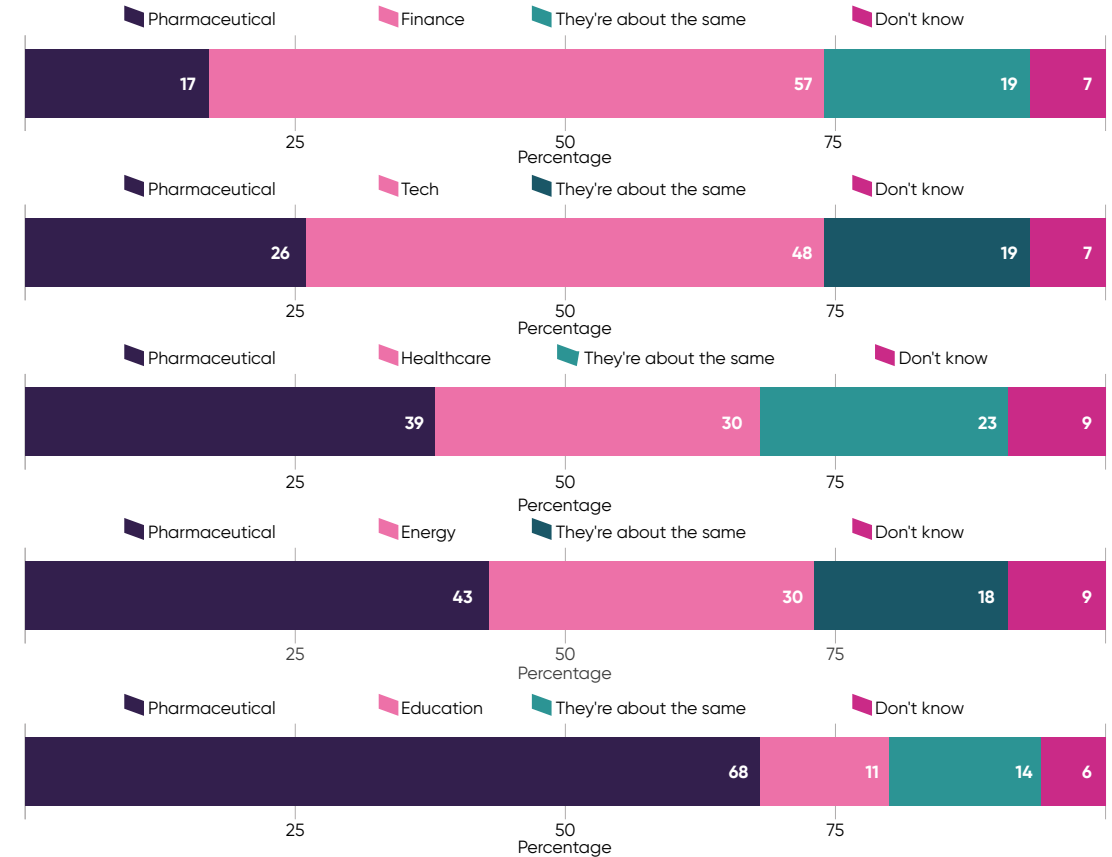 Pharmaceutical Finance They're about the same Don't know
17 57 19 7
25 50 75
Percentage
Pharmaceutical Tech They're about the same Don't know
26 48 19 7
25 50 75
Percentage
Pharmaceutical Healthcare They're about the same Don't know
39 30 23 9
25 50 75
Percentage
Pharmaceutical Energy They're about the same Don't know
43 30 18 9
25 50 75
Percentage
Pharmaceutical Education They're about the same Don't know
68 11 14 6
25 50 75
Percentage